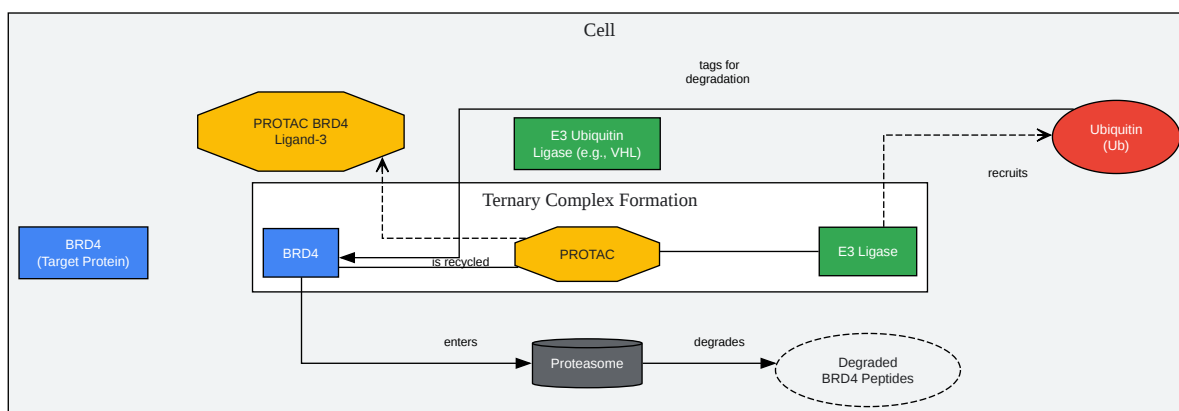 Cell
tags for
degradation
PROTAC BRD4
Ligand-3
E3 Ubiquitin
Ligase (e.g., VHL)
Ubiquitin
(Ub)
recruits
Ternary Complex Formation
BRD4
(Target Protein)
BRD4
is recycled
PROTAC
E3 Ligase
enters
Proteasome
degrades
Degraded
BRD4 Peptides